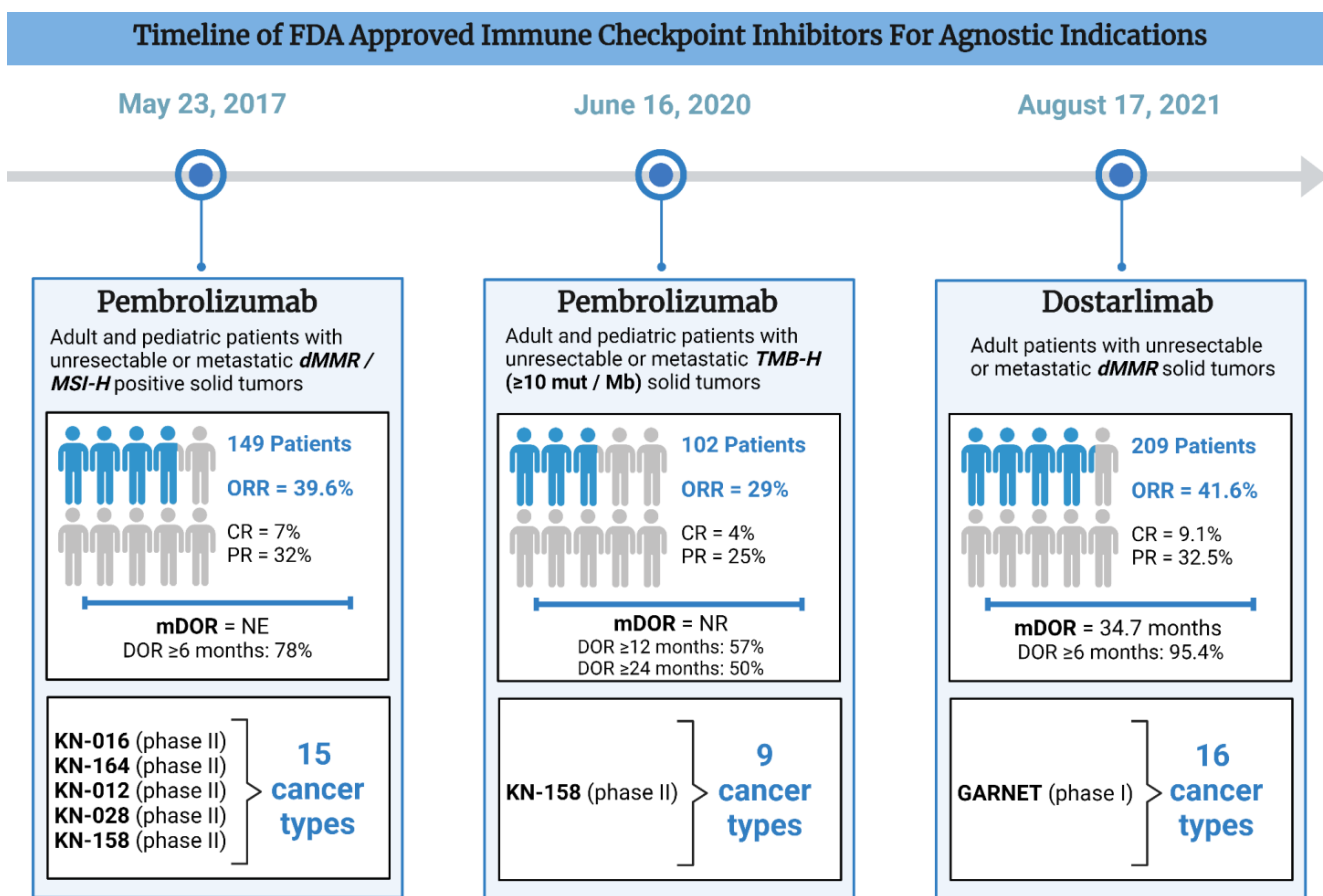 Timeline of FDA Approved Immune Checkpoint Inhibitors For Agnostic Indications
May 23, 2017
June 16, 2020
August 17, 2021
Pembrolizumab
Adult and pediatric patients with
unresectable or metastatic dMMR /
MSI-H positive solid tumors
149 Patients
ORR = 39.6%
CR = 7%
PR = 32%
mDOR = NE
DOR ≥6 months: 78%
KN-016 (phase II)
KN-164 (phase II)
KN-012 (phase II)
KN-028 (phase II)
KN-158 (phase II)
15
cancer
types
Pembrolizumab
Adult and pediatric patients with
unresectable or metastatic TMB-H
(≥10 mut / Mb) solid tumors
102 Patients
ORR = 29%
CR = 4%
PR = 25%
mDOR = NR
DOR ≥12 months: 57%
DOR ≥24 months: 50%
KN-158 (phase II)
9
cancer
types
Dostarlimab
Adult patients with unresectable
or metastatic dMMR solid tumors
209 Patients
ORR = 41.6%
CR = 9.1%
PR = 32.5%
mDOR = 34.7 months
DOR ≥6 months: 95.4%
GARNET (phase I)
16
cancer
types